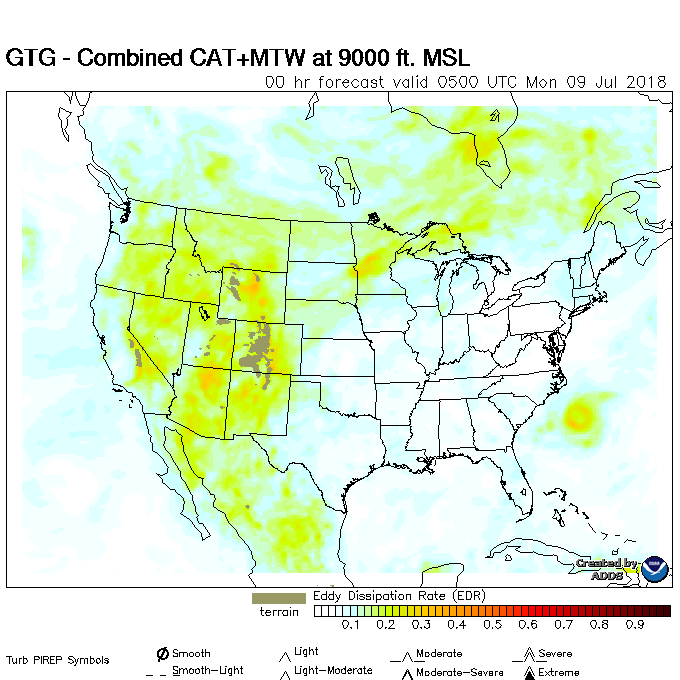 GTG - Combined CAT+MTW at 9000 ft. MSL
00 hr forecast valid 0500 UTC Mon 09 Jul 2018
Created by
ADDS
Eddy Dissipation Rate (EDR)
terrain
0.1 0.2 0.3 0.4 0.5 0.6 0.7 0.8 0.9
Turb PIREP Symbols
Smooth Light Moderate Severe
Smooth-Light Light-Moderate Moderate-Severe Extreme